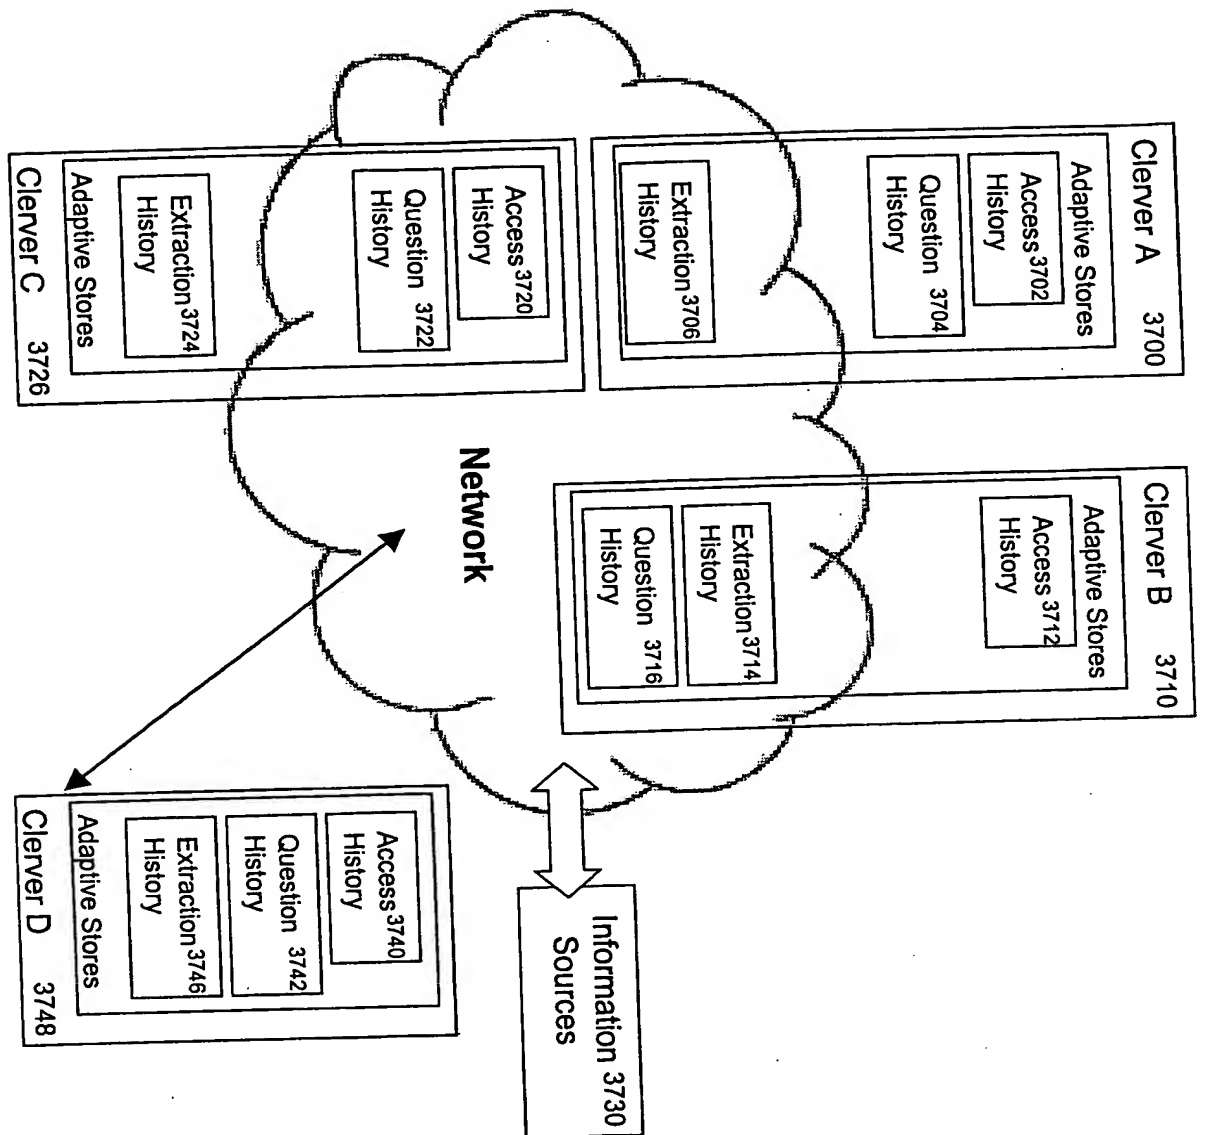 Clerver A 3700
Adaptive Stores
Access 3702
History
Question 3704
History
Extraction 3706
History
Clerver B 3710
Adaptive Stores
Access 3712
History
Extraction 3714
History
Question 3716
History
Access 3720
History
Question 3722
History
Extraction 3724
History
Adaptive Stores
Clerver C 3726
Network
Information 3730
Sources
Access 3740
History
Question 3742
History
Extraction 3746
History
Adaptive Stores
Clerver D 3748